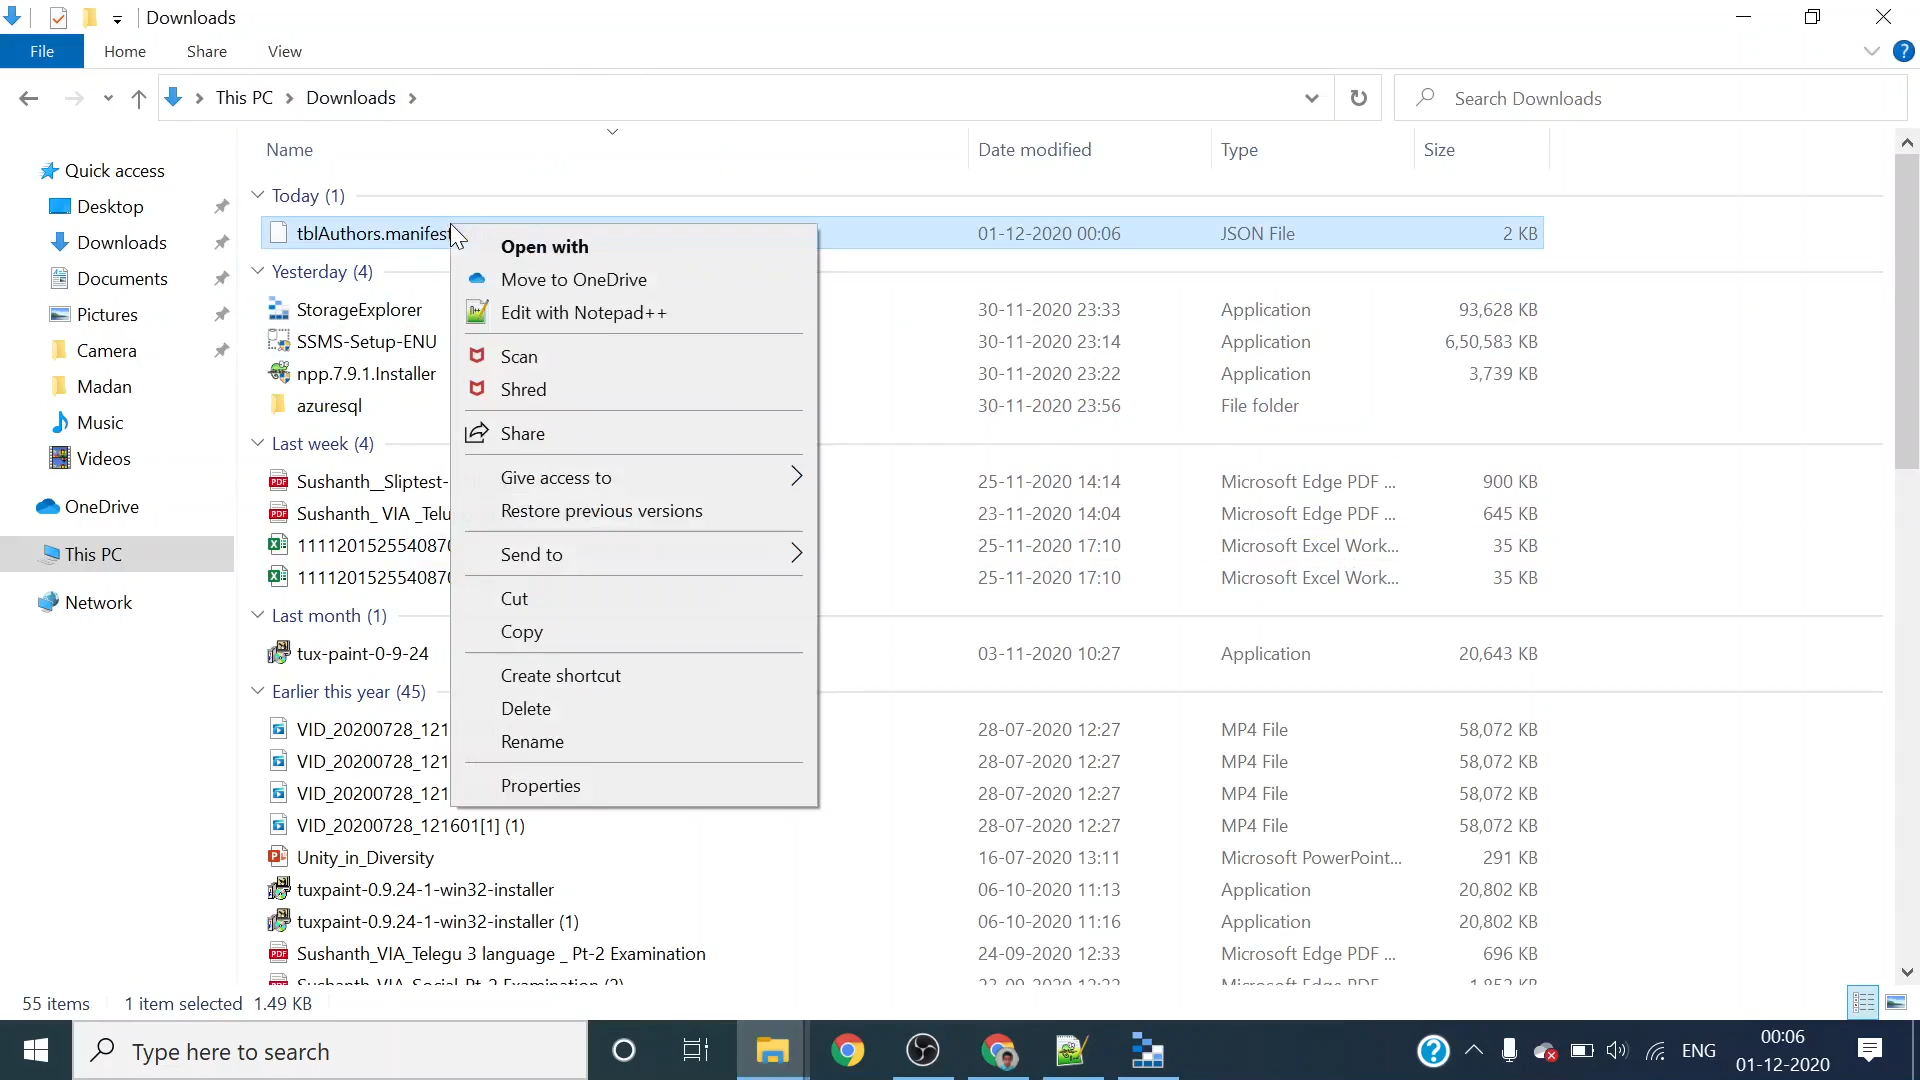 Downloads
File Home Share View
This PC Downloads
Search Downloads
Name Date modified Type Size
Quick access
Desktop
Downloads
Documents
Pictures
Camera
Madan
Music
Videos
OneDrive
This PC
Network
Today (1)
tblAuthors.manifest 01-12-2020 00:06 JSON File 2 KB
Yesterday (4)
StorageExplorer 30-11-2020 23:33 Application 93,628 KB
SSMS-Setup-ENU 30-11-2020 23:14 Application 6,50,583 KB
npp.7.9.1.Installer 30-11-2020 23:22 Application 3,739 KB
azuresql 30-11-2020 23:56 File folder
Last week (4)
Sushanth__Sliptest- 25-11-2020 14:14 Microsoft Edge PDF ... 900 KB
Sushanth_ VIA _Telu 23-11-2020 14:04 Microsoft Edge PDF ... 645 KB
1111201525540870 25-11-2020 17:10 Microsoft Excel Work... 35 KB
1111201525540870 25-11-2020 17:10 Microsoft Excel Work... 35 KB
Last month (1)
tux-paint-0-9-24 03-11-2020 10:27 Application 20,643 KB
Earlier this year (45)
VID_20200728_121 28-07-2020 12:27 MP4 File 58,072 KB
VID_20200728_121 28-07-2020 12:27 MP4 File 58,072 KB
VID_20200728_121 28-07-2020 12:27 MP4 File 58,072 KB
VID_20200728_121601[1] (1) 28-07-2020 12:27 MP4 File 58,072 KB
Unity_in_Diversity 16-07-2020 13:11 Microsoft PowerPoint... 291 KB
tuxpaint-0.9.24-1-win32-installer 06-10-2020 11:13 Application 20,802 KB
tuxpaint-0.9.24-1-win32-installer (1) 06-10-2020 11:16 Application 20,802 KB
Sushanth_VIA_Telegu 3 language _ Pt-2 Examination 24-09-2020 12:33 Microsoft Edge PDF ... 696 KB
Open with
Move to OneDrive
Edit with Notepad++
Scan
Shred
Share
Give access to
Restore previous versions
Send to
Cut
Copy
Create shortcut
Delete
Rename
Properties
55 items 1 item selected 1.49 KB
Type here to search
ENG
00:06
01-12-2020